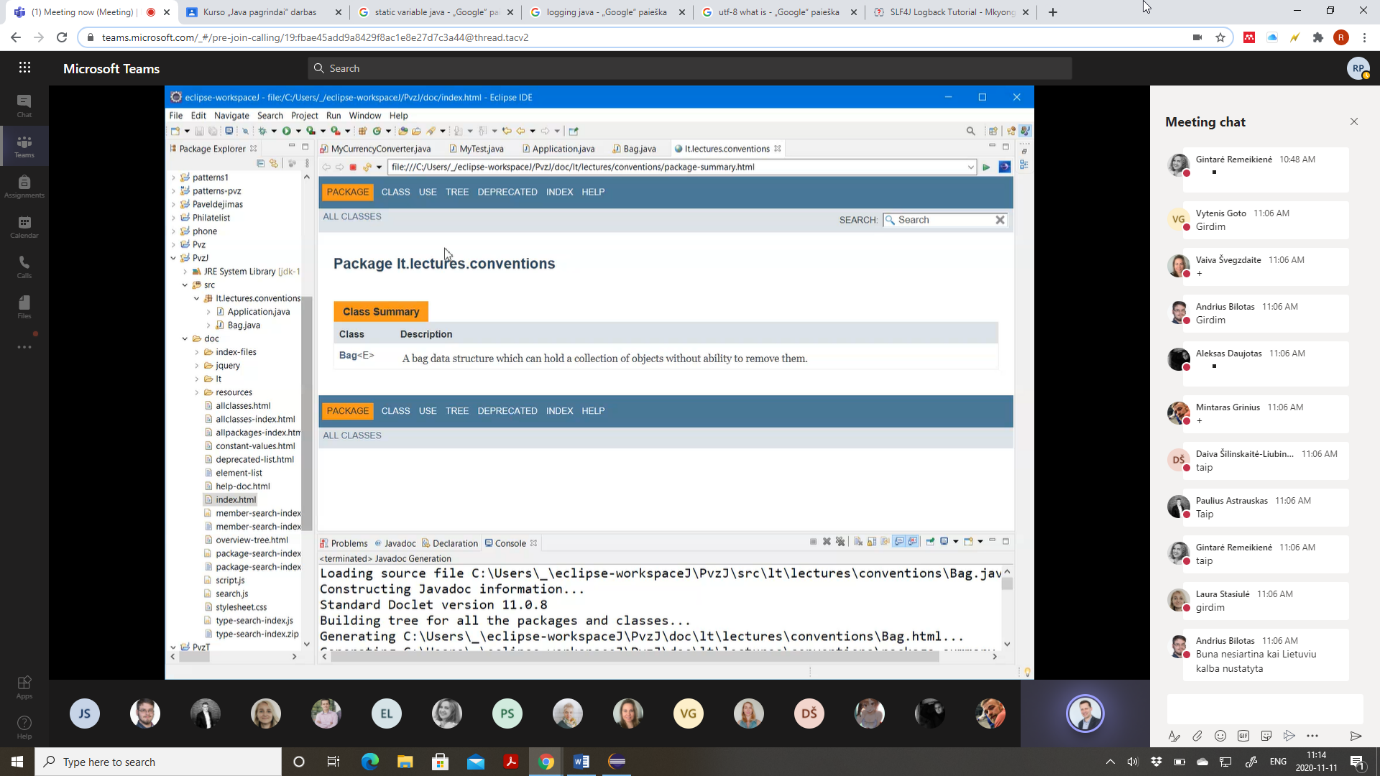 (1) Meeting now (Meeting) |
Kurso „Java pagrindai“ darbas
static variable java - „Google“ pa
logging java - „Google“ paieška
utf-8 what is - „Google“ paieška
SLF4J Logback Tutorial - Mkyong
teams.microsoft.com/_#/pre-join-calling/19:fbae45add9a8429f8ac1e8e27d7c3a44@thread.tacv2
R
Microsoft Teams
Search
RP
Chat
Teams
Assignments
Calendar
Calls
Files
Apps
Help
eclipse-workspaceJ - file:/C:/Users/_/eclipse-workspaceJ/PvzJ/doc/index.html - Eclipse IDE
File Edit Navigate Search Project Run Window Help
Package Explorer
MyCurrencyConverter.java
MyTest.java
Application.java
Bag.java
lt.lectures.conventions
file:///C:/Users/_/eclipse-workspaceJ/PvzJ/doc/lt/lectures/conventions/package-summary.html
patterns1
patterns-pvz
Paveldejimas
Philatelist
phone
Pvz
PvzJ
JRE System Library [jdk-1
src
lt.lectures.conventions
Application.java
Bag.java
doc
index-files
jquery
lt
resources
allclasses.html
allclasses-index.html
allpackages-index.htm
constant-values.html
deprecated-list.html
element-list
help-doc.html
index.html
member-search-index
member-search-index
overview-tree.html
package-search-index
package-search-index
script.js
search.js
stylesheet.css
type-search-index.js
type-search-index.zip
PvzT
PACKAGE CLASS USE TREE DEPRECATED INDEX HELP
ALL CLASSES
SEARCH: Search
Package lt.lectures.conventions
Class Summary
Class Description
Bag<E> A bag data structure which can hold a collection of objects without ability to remove them.
PACKAGE CLASS USE TREE DEPRECATED INDEX HELP
ALL CLASSES
Problems Javadoc Declaration Console
<terminated> Javadoc Generation
Loading source file C:\Users\_\eclipse-workspaceJ\PvzJ\src\lt\lectures\conventions\Bag.jav
Constructing Javadoc information...
Standard Doclet version 11.0.8
Building tree for all the packages and classes...
Generating C:\Users\_\eclipse-workspaceJ\PvzJ\doc\lt\lectures\conventions\Bag.html...
Meeting chat
Gintarė Remeikienė 10:48 AM
VG
Vytenis Goto 11:06 AM
Girdim
Vaiva Švegzdaite 11:06 AM
+
Andrius Bilotas 11:06 AM
Girdim
Aleksas Daujotas 11:06 AM
Mintaras Grinius 11:06 AM
+
DŠ
Daiva Šilinskaitė-Liubin... 11:06 AM
taip
Paulius Astrauskas 11:06 AM
Taip
Gintarė Remeikienė 11:06 AM
taip
Laura Stasiulė 11:06 AM
girdim
Andrius Bilotas 11:06 AM
Buna nesiartina kai Lietuviu
kalba nustatyta
JS
EL
PS
VG
DŠ
Type here to search
ENG
11:14
2020-11-11
1